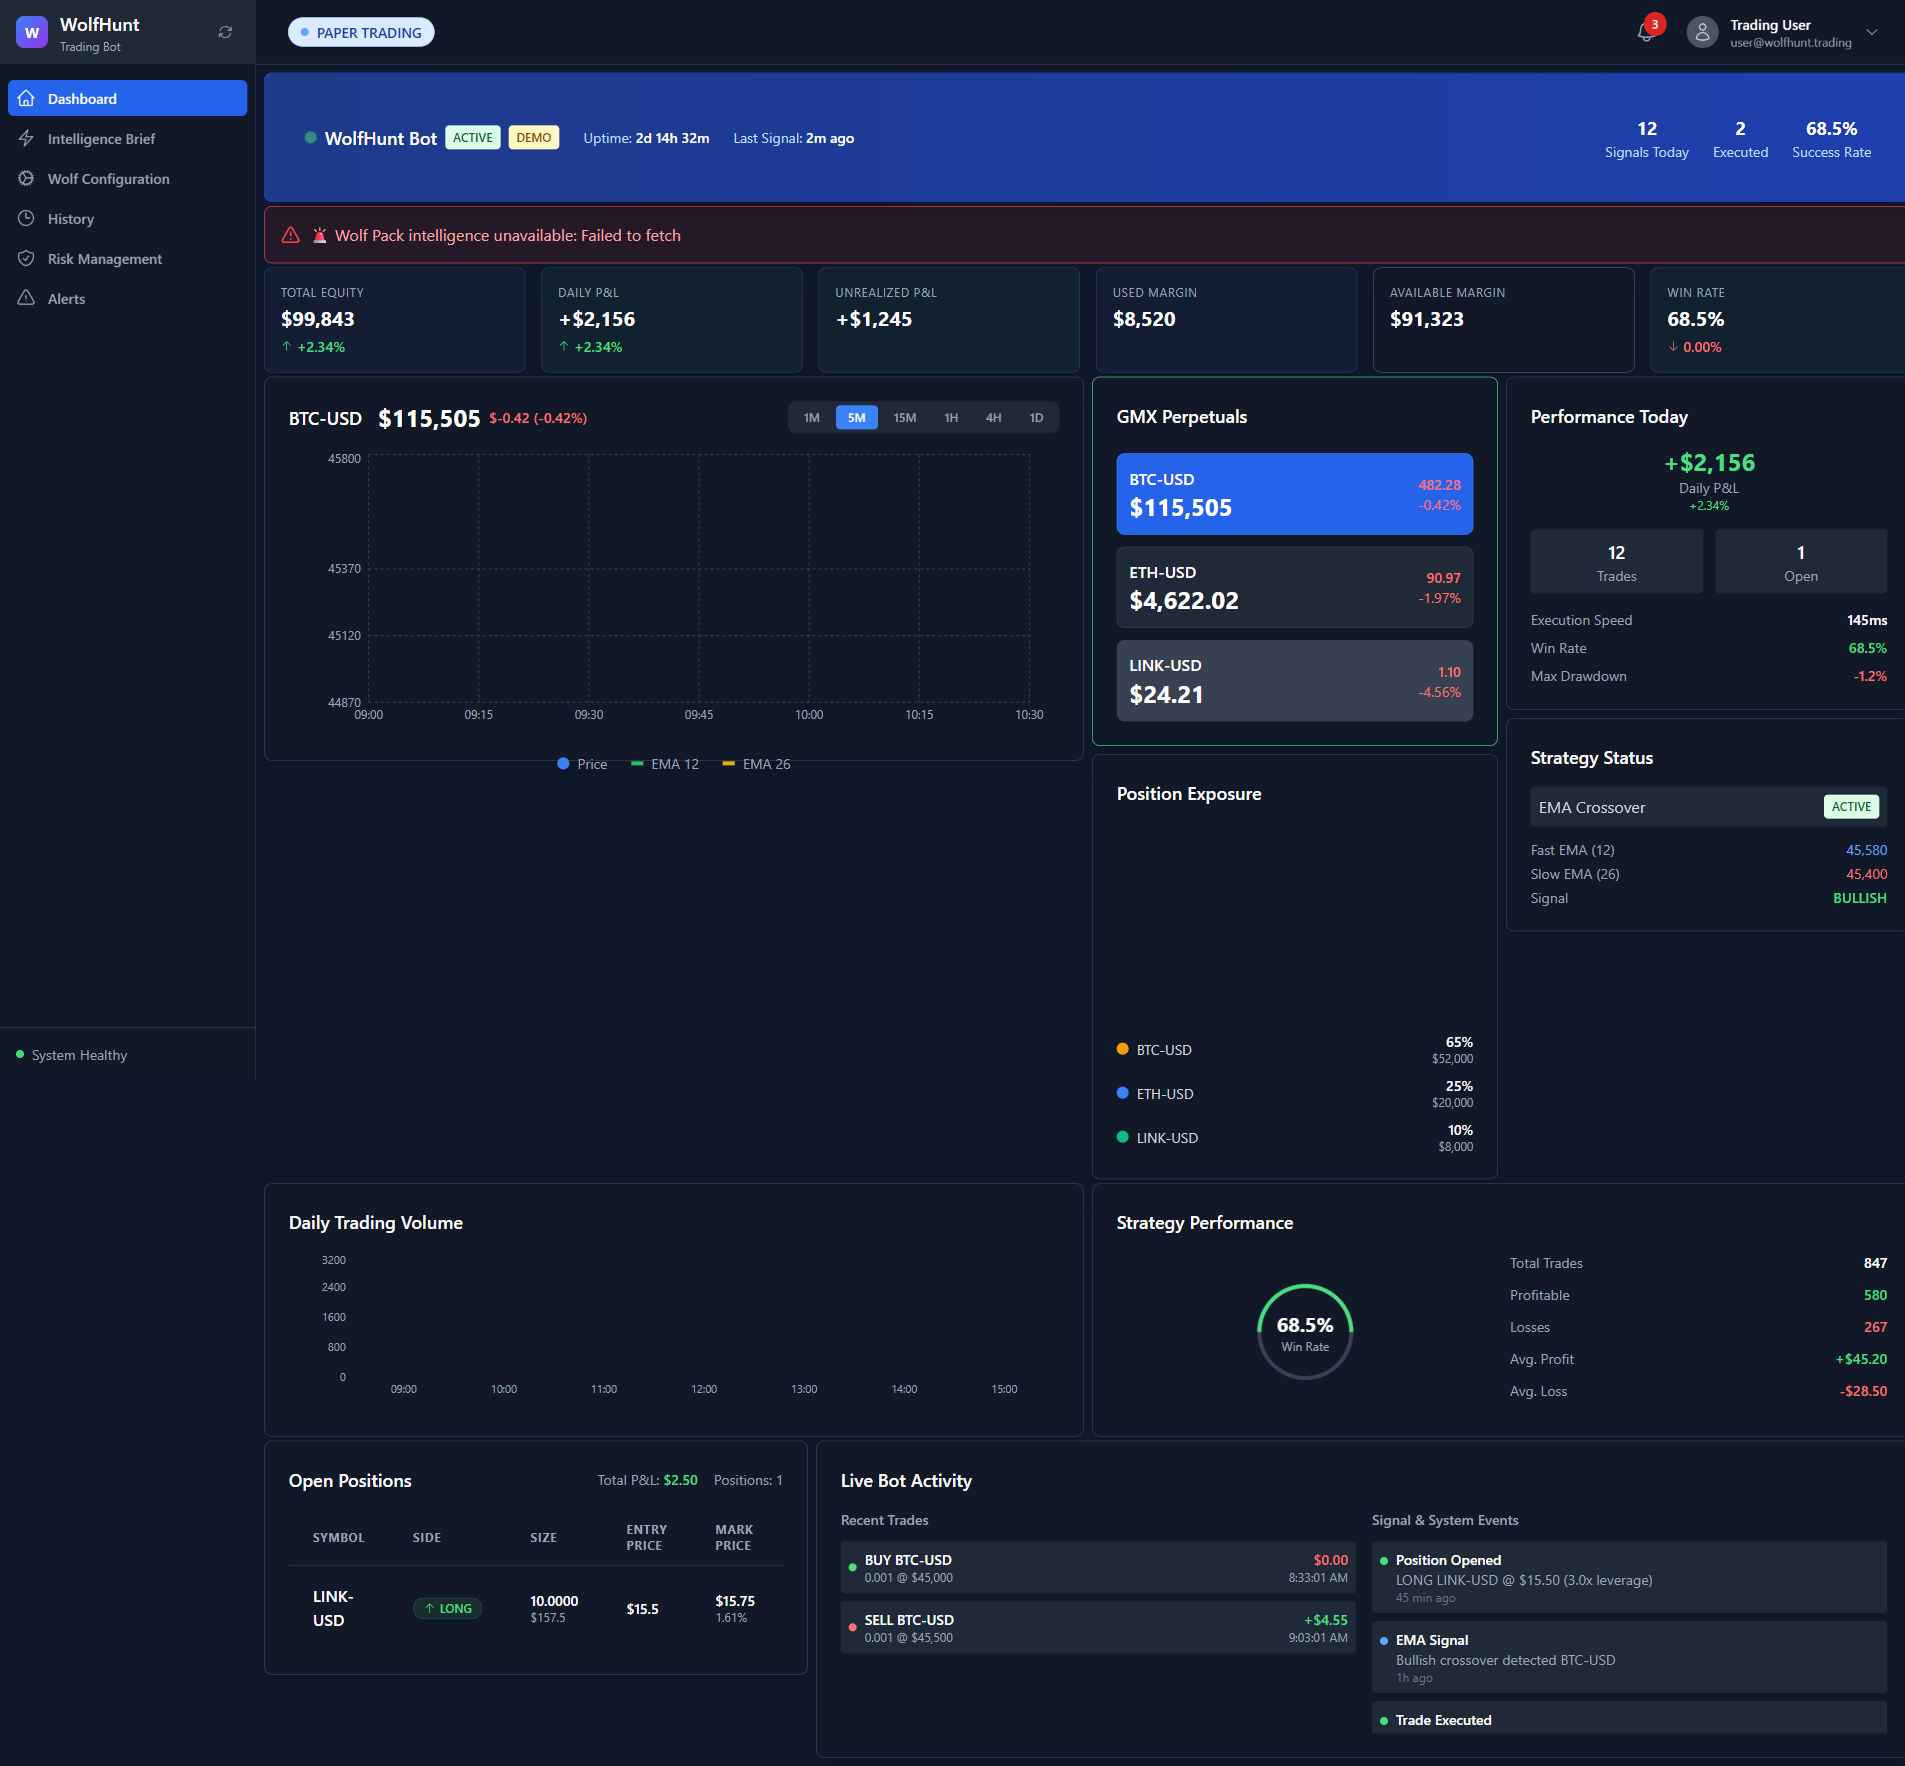 W
WolfHunt
Trading Bot
PAPER TRADING
3
Trading User
user@wolfhunt.trading
Dashboard
Intelligence Brief
Wolf Configuration
History
Risk Management
Alerts
System Healthy
WolfHunt Bot ACTIVE DEMO Uptime: 2d 14h 32m Last Signal: 2m ago
12
Signals Today
2
Executed
68.5%
Success Rate
Wolf Pack intelligence unavailable: Failed to fetch
TOTAL EQUITY
$99,843
↑ +2.34%
DAILY P&L
+$2,156
↑ +2.34%
UNREALIZED P&L
+$1,245
USED MARGIN
$8,520
AVAILABLE MARGIN
$91,323
WIN RATE
68.5%
↓ 0.00%
BTC-USD $115,505 $-0.42 (-0.42%)
1M 5M 15M 1H 4H 1D
45800
45370
45120
44870
09:00 09:15 09:30 09:45 10:00 10:15 10:30
Price EMA 12 EMA 26
GMX Perpetuals
BTC-USD
$115,505
482.28
-0.42%
ETH-USD
$4,622.02
90.97
-1.97%
LINK-USD
$24.21
1.10
-4.56%
Performance Today
+$2,156
Daily P&L
+2.34%
12
Trades
1
Open
Execution Speed 145ms
Win Rate 68.5%
Max Drawdown -1.2%
Position Exposure
BTC-USD 65%
$52,000
ETH-USD 25%
$20,000
LINK-USD 10%
$8,000
Strategy Status
EMA Crossover ACTIVE
Fast EMA (12) 45,580
Slow EMA (26) 45,400
Signal BULLISH
Daily Trading Volume
3200
2400
1600
800
0
09:00 10:00 11:00 12:00 13:00 14:00 15:00
Strategy Performance
68.5%
Win Rate
Total Trades 847
Profitable 580
Losses 267
Avg. Profit +$45.20
Avg. Loss -$28.50
Open Positions Total P&L: $2.50 Positions: 1
SYMBOL SIDE SIZE ENTRY PRICE MARK PRICE
LINK-
USD
↑ LONG
10.0000
$157.5
$15.5
$15.75
1.61%
Live Bot Activity
Recent Trades
BUY BTC-USD $0.00
0.001 @ $45,000 8:33:01 AM
SELL BTC-USD +$4.55
0.001 @ $45,500 9:03:01 AM
Signal & System Events
Position Opened
LONG LINK-USD @ $15.50 (3.0x leverage)
45 min ago
EMA Signal
Bullish crossover detected BTC-USD
1h ago
Trade Executed